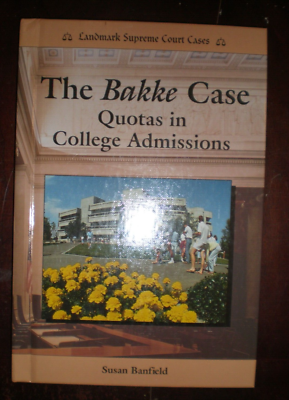 Landmark Supreme Court Cases
The Bakke Case
Quotas in
College Admissions
Susan Banfield